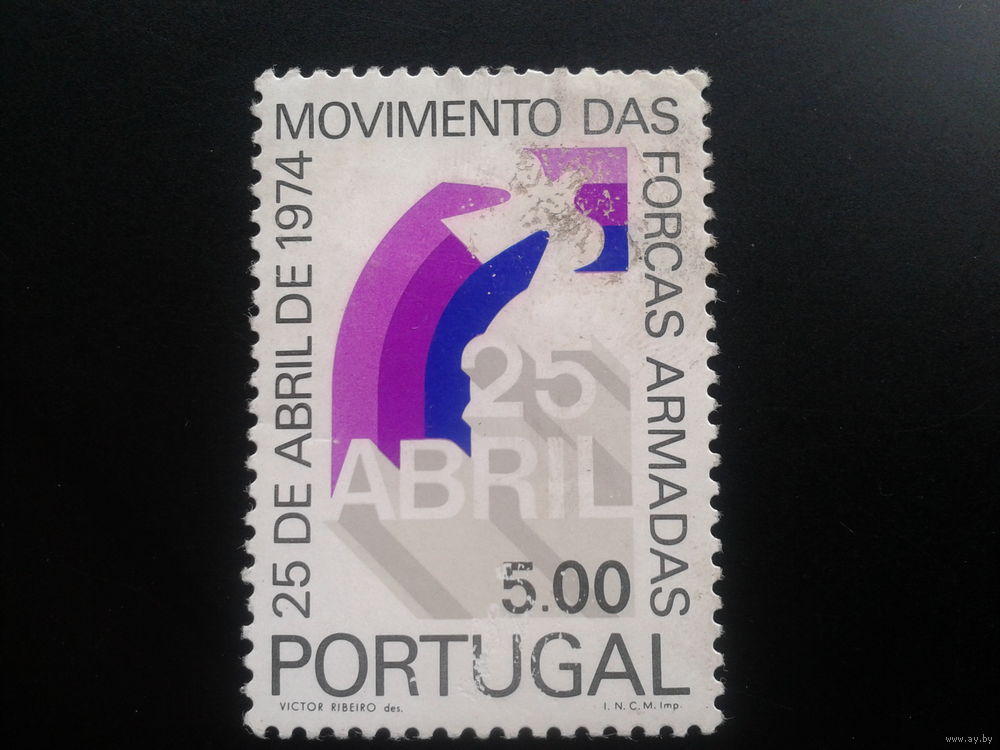 MOVIMENTO DAS
FORÇAS ARMADAS
25 DE ABRIL DE 1974
25
ABRIL
5.00
PORTUGAL
VICTOR RIBEIRO des.
I. N. C. M. Imp.
www.ay.by